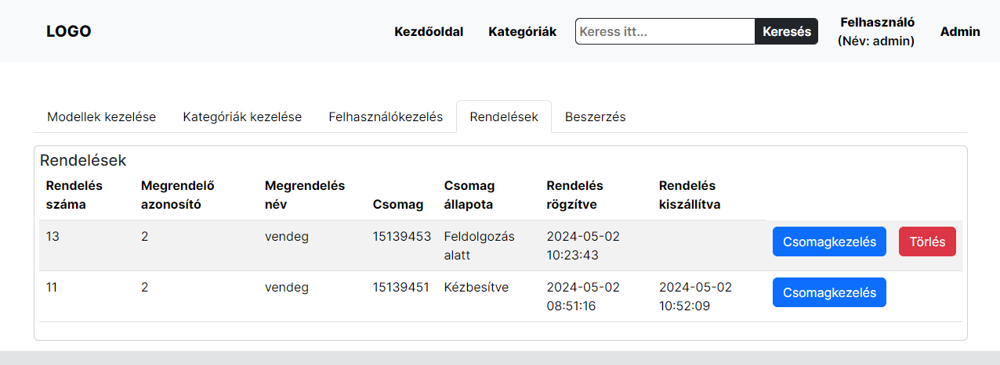 LOGO
Kezdőoldal
Kategóriák
Keress itt...
Keresés
Felhasználó
(Név: admin)
Admin
Modellek kezelése
Kategóriák kezelése
Felhasználókezelés
Rendelések
Beszerzés
Rendelések
Rendelés
száma
Megrendelő
azonosító
Megrendelés
név
Csomag
Csomag
állapota
Rendelés
rögzítve
Rendelés
kiszállítva
13
2
vendeg
15139453
Feldolgozás
alatt
2024-05-02
10:23:43
Csomagkezelés
Törlés
11
2
vendeg
15139451
Kézbesítve
2024-05-02
08:51:16
2024-05-02
10:52:09
Csomagkezelés